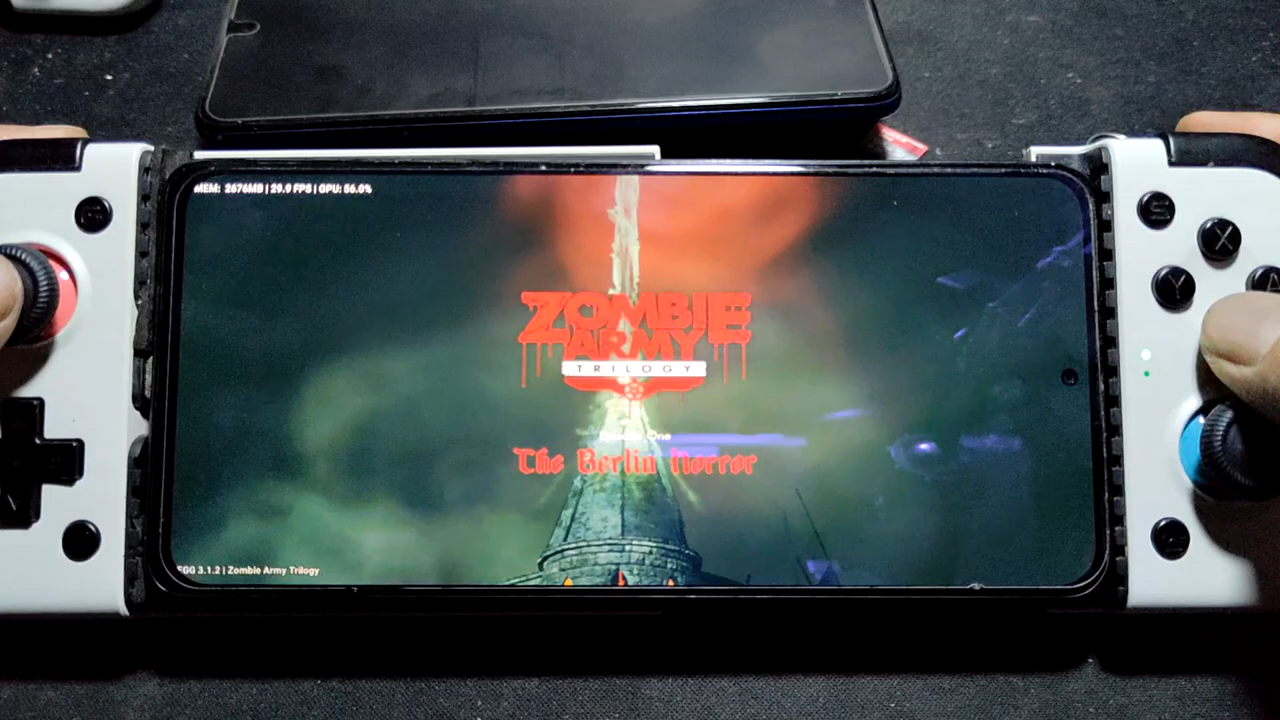 MEM: 2676MB | 29.9 FPS | GPU: 56.0%
S
X
Y
A
ZOMBIE
ARMY
TRILOGY
One
The Berlin Horror
EGG 3.1.2 | Zombie Army Trilogy